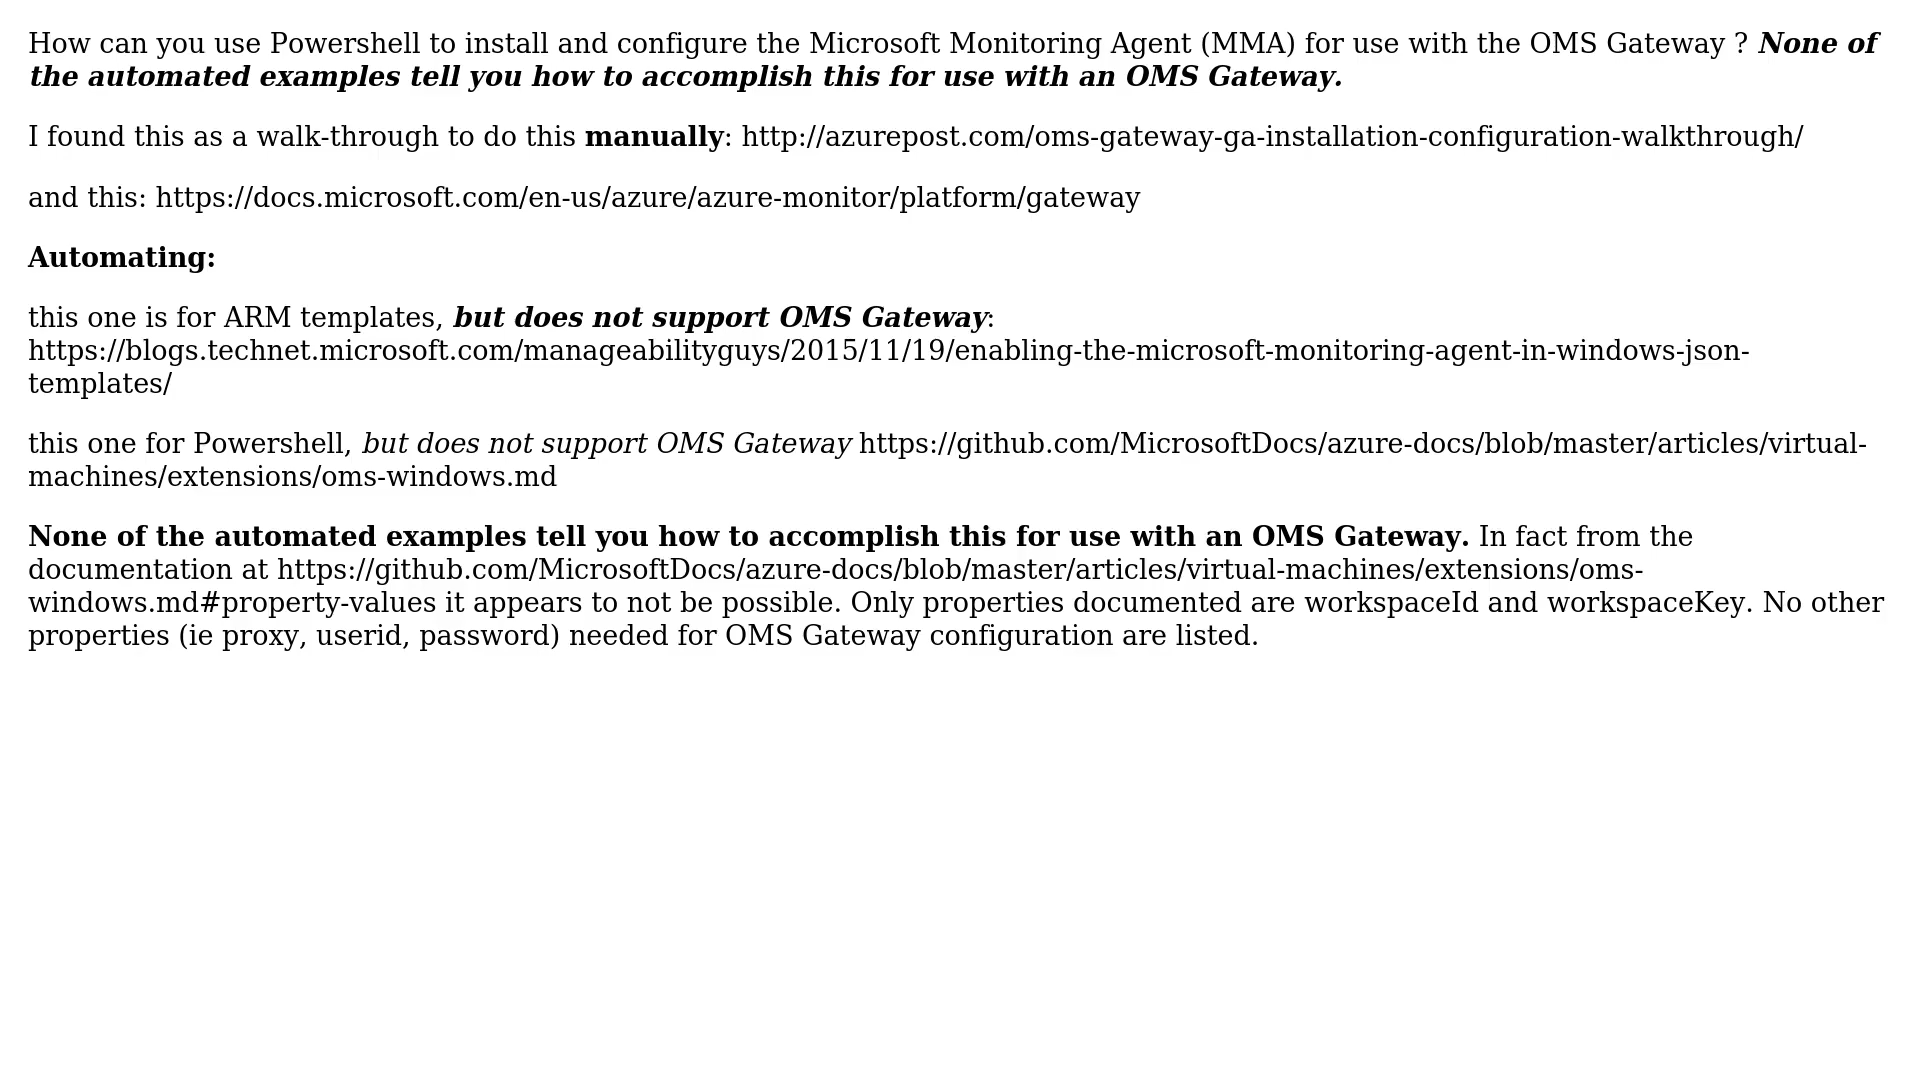 How can you use Powershell to install and configure the Microsoft Monitoring Agent (MMA) for use with the OMS Gateway ? None of
the automated examples tell you how to accomplish this for use with an OMS Gateway.
I found this as a walk-through to do this manually: http://azurepost.com/oms-gateway-ga-installation-configuration-walkthrough/
and this: https://docs.microsoft.com/en-us/azure/azure-monitor/platform/gateway
Automating:
this one is for ARM templates, but does not support OMS Gateway:
https://blogs.technet.microsoft.com/manageabilityguys/2015/11/19/enabling-the-microsoft-monitoring-agent-in-windows-json-
templates/
this one for Powershell, but does not support OMS Gateway https://github.com/MicrosoftDocs/azure-docs/blob/master/articles/virtual-
machines/extensions/oms-windows.md
None of the automated examples tell you how to accomplish this for use with an OMS Gateway. In fact from the
documentation at https://github.com/MicrosoftDocs/azure-docs/blob/master/articles/virtual-machines/extensions/oms-
windows.md#property-values it appears to not be possible. Only properties documented are workspaceId and workspaceKey. No other
properties (ie proxy, userid, password) needed for OMS Gateway configuration are listed.